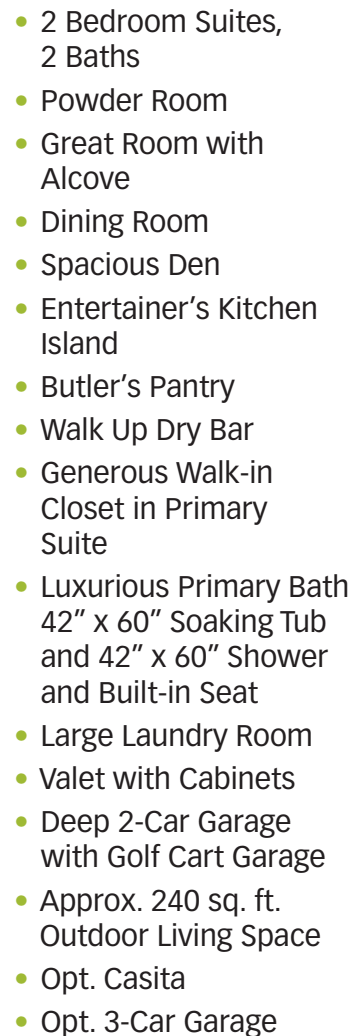 • 2 Bedroom Suites,
2 Baths
• Powder Room
• Great Room with
Alcove
• Dining Room
• Spacious Den
• Entertainer’s Kitchen
Island
• Butler’s Pantry
• Walk Up Dry Bar
• Generous Walk-in
Closet in Primary
Suite
• Luxurious Primary Bath
42” x 60” Soaking Tub
and 42” x 60” Shower
and Built-in Seat
• Large Laundry Room
• Valet with Cabinets
• Deep 2-Car Garage
with Golf Cart Garage
• Approx. 240 sq. ft.
Outdoor Living Space
• Opt. Casita
• Opt. 3-Car Garage